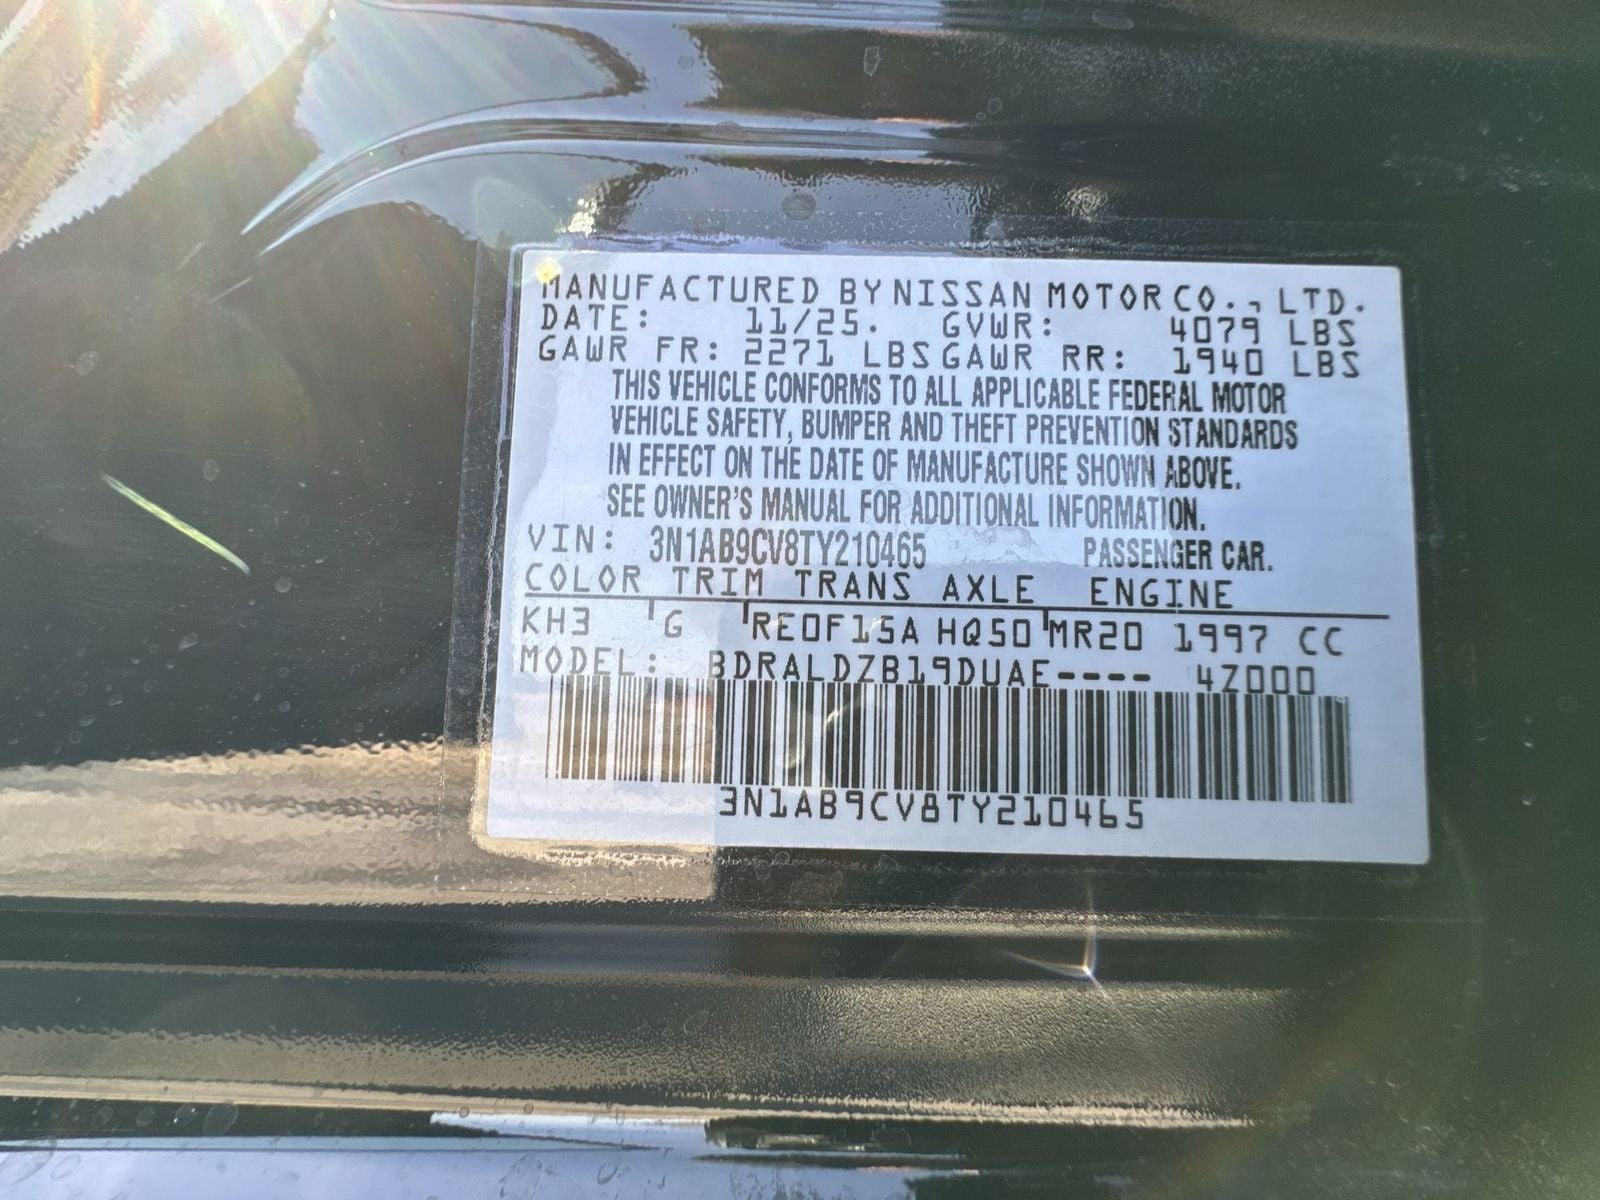 MANUFACTURED BY NISSAN MOTOR CO., LTD.
DATE: 11/25. GVWR: 4079 LBS
GAWR FR: 2271 LBS GAWR RR: 1940 LBS
THIS VEHICLE CONFORMS TO ALL APPLICABLE FEDERAL MOTOR
VEHICLE SAFETY, BUMPER AND THEFT PREVENTION STANDARDS
IN EFFECT ON THE DATE OF MANUFACTURE SHOWN ABOVE.
SEE OWNER'S MANUAL FOR ADDITIONAL INFORMATION.
VIN: 3N1AB9CV8TY210465 PASSENGER CAR.
COLOR TRIM TRANS AXLE ENGINE
KH3 G RE0F15A HQ50 MR20 1997 CC
MODEL: BDRALDZB19DUAE---- 4Z000
3N1AB9CV8TY210465